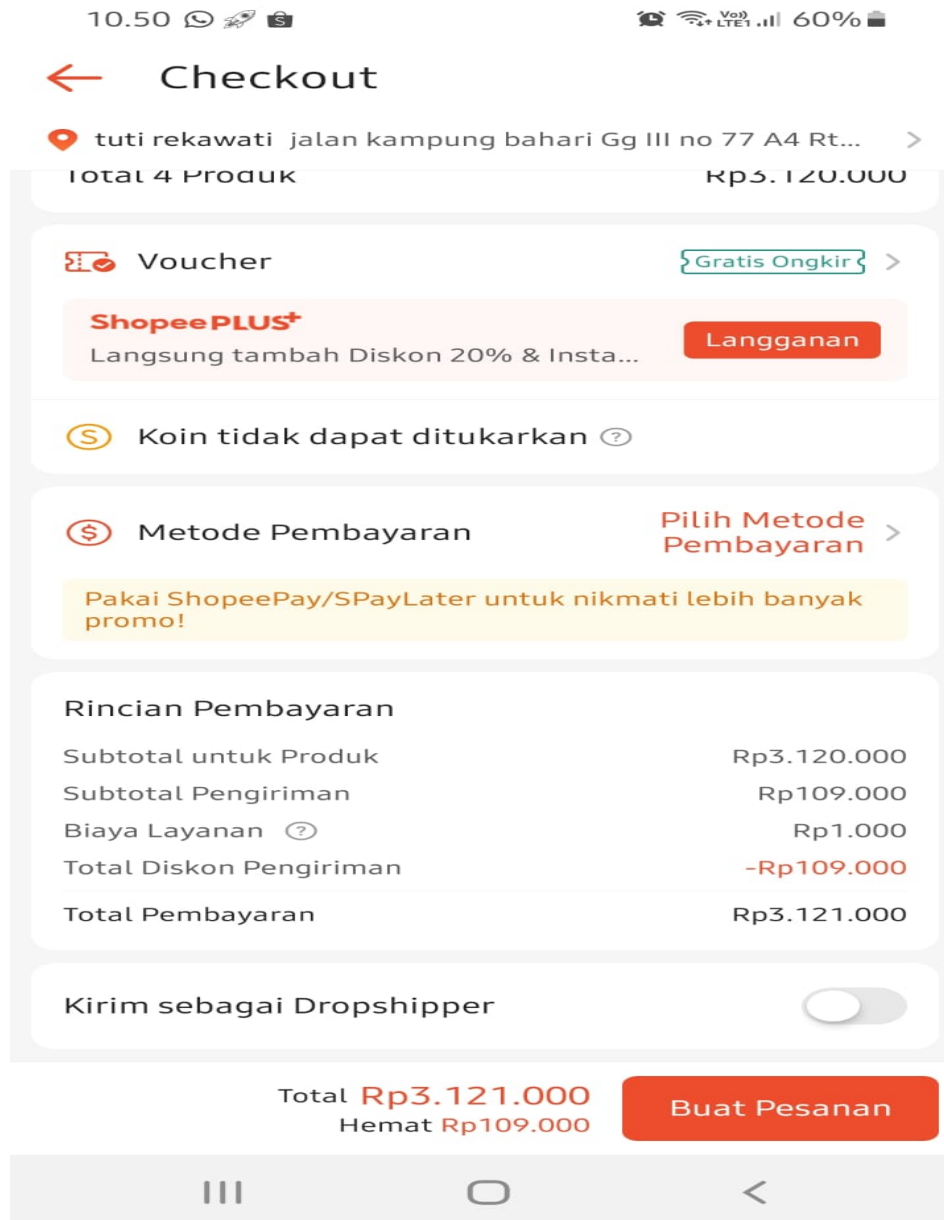 10.50 60%
Checkout
tuti rekawati jalan kampung bahari Gg III no 77 A4 Rt...
Total 4 Produk Rp3.120.000
Voucher Gratis Ongkir
ShopeePLUS+ Langganan
Langsung tambah Diskon 20% & Insta...
Koin tidak dapat ditukarkan
Metode Pembayaran Pilih Metode
Pembayaran
Pakai ShopeePay/SPayLater untuk nikmati lebih banyak
promo!
Rincian Pembayaran
Subtotal untuk Produk Rp3.120.000
Subtotal Pengiriman Rp109.000
Biaya Layanan Rp1.000
Total Diskon Pengiriman -Rp109.000
Total Pembayaran Rp3.121.000
Kirim sebagai Dropshipper
Total Rp3.121.000
Hemat Rp109.000
Buat Pesanan